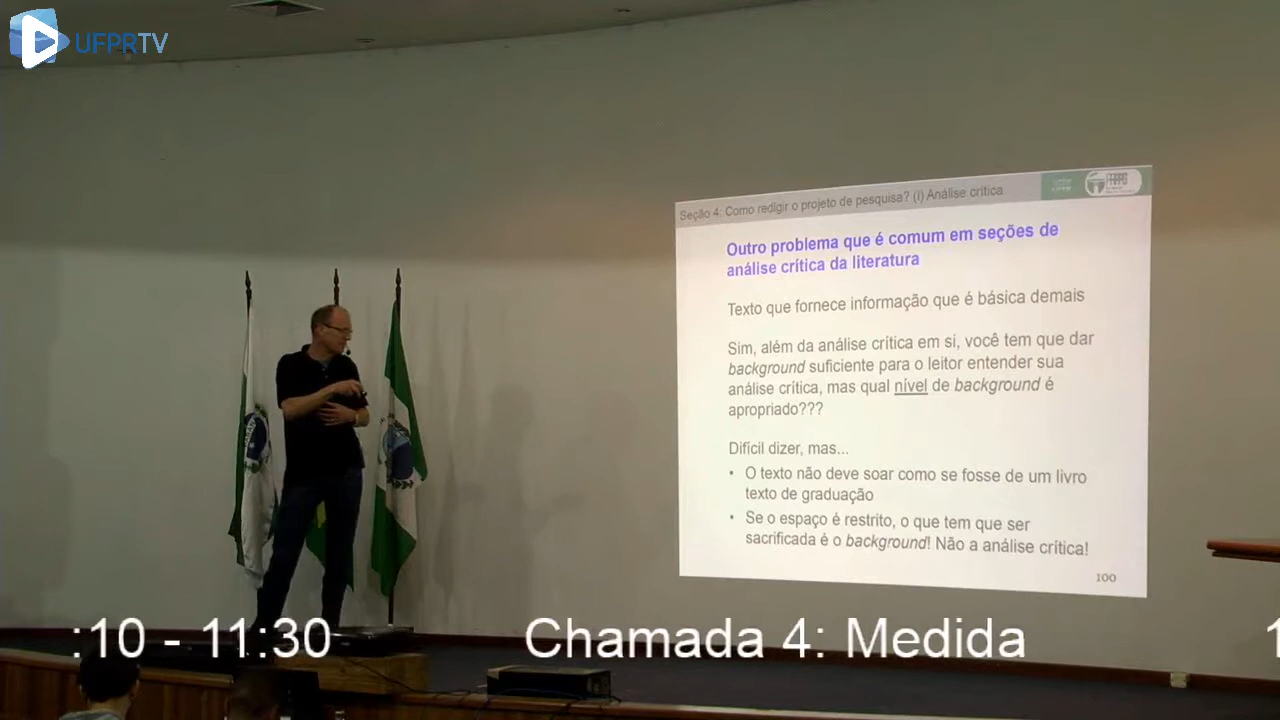 UFPRTV
Seção 4: Como redigir o projeto de pesquisa? (I) Análise crítica
Outro problema que é comum em seções de
análise crítica da literatura
Texto que fornece informação que é básica demais
Sim, além da análise crítica em si, você tem que dar
background suficiente para o leitor entender sua
análise crítica, mas qual nível de background é
apropriado???
Difícil dizer, mas...
• O texto não deve soar como se fosse de um livro
texto de graduação
• Se o espaço é restrito, o que tem que ser
sacrificada é o background! Não a análise crítica!
100
:10 - 11:30 Chamada 4: Medida 1